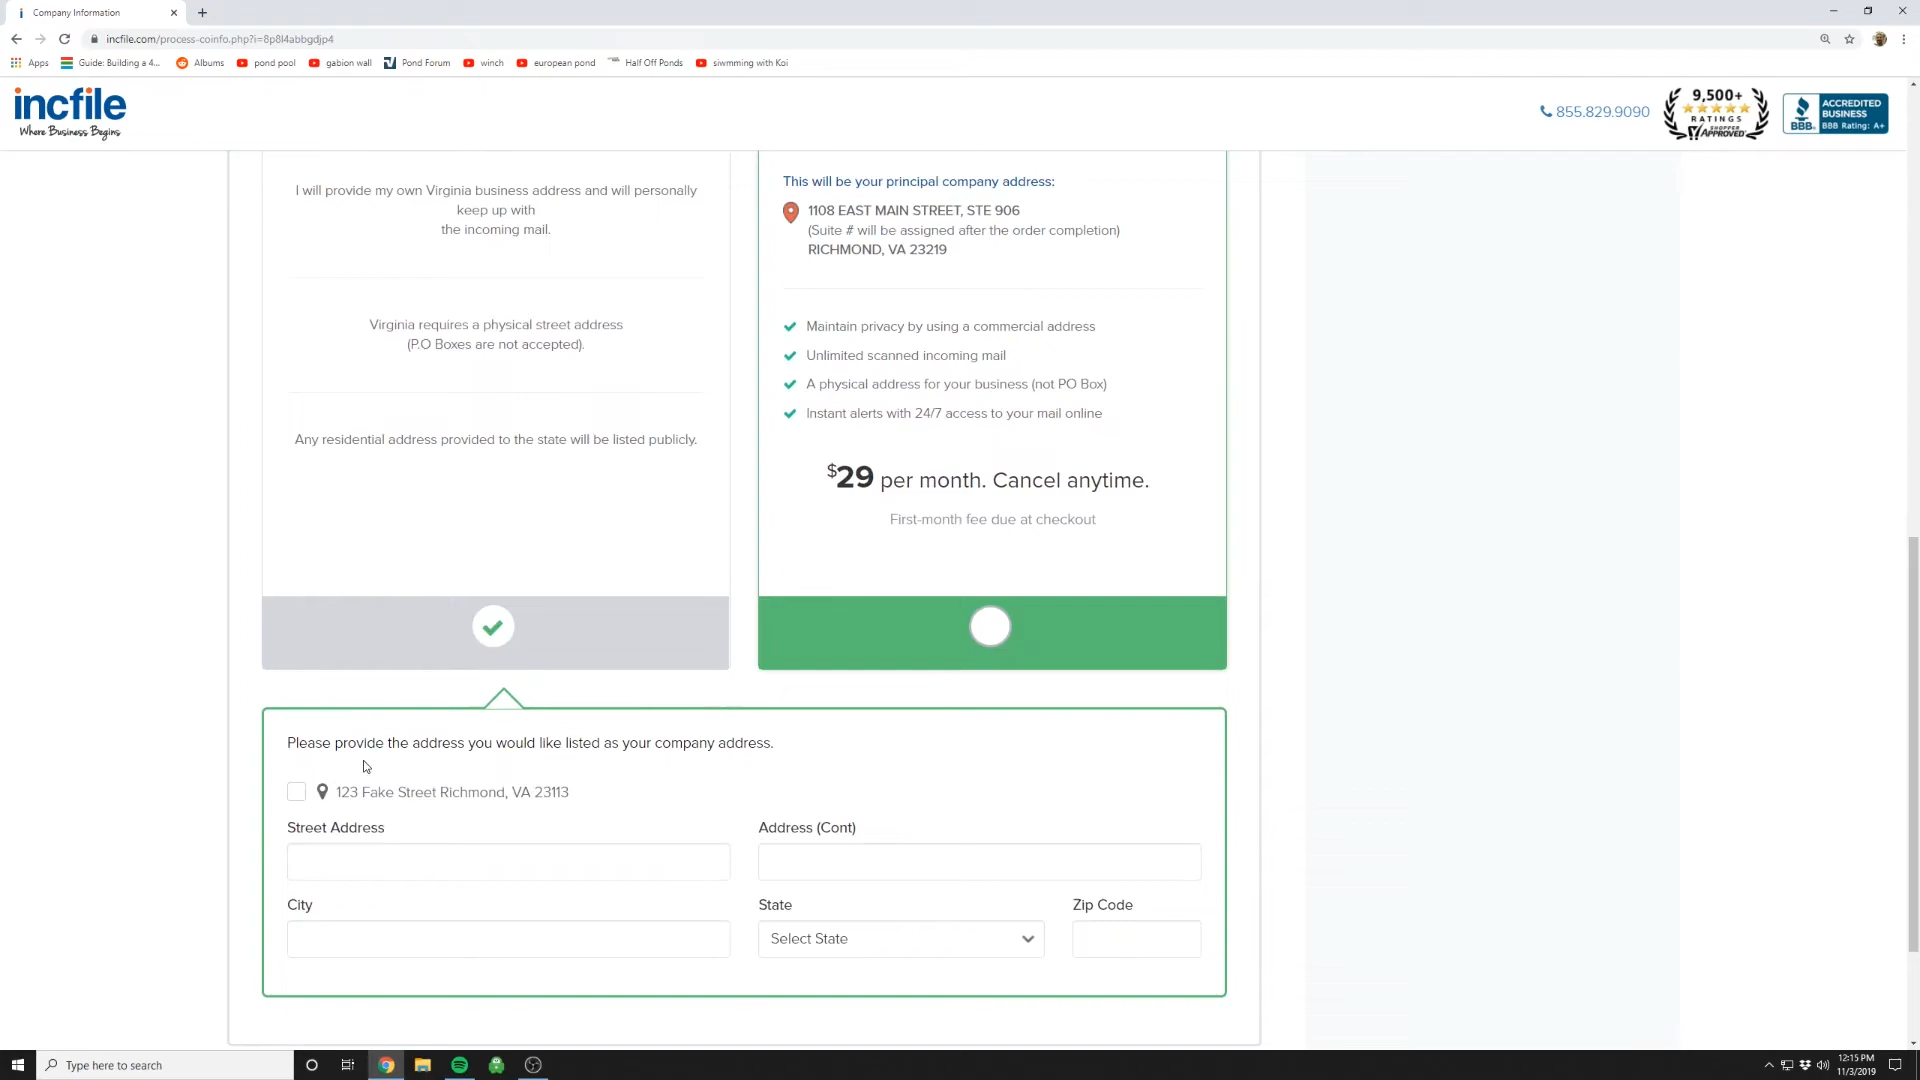 Company Information
incfile.com/process-coinfo.php?i=8p8l4abbgdjp4
Apps
Guide: Building a 4...
Albums
pond pool
gabion wall
Pond Forum
winch
european pond
Half Off Ponds
siwmming with Koi
incfile
Where Business Begins
855.829.9090
9,500+
RATINGS
SHOPPER
APPROVED
ACCREDITED
BUSINESS
BBB.
BBB Rating: A+
I will provide my own Virginia business address and will personally
keep up with
the incoming mail.
Virginia requires a physical street address
(P.O Boxes are not accepted).
Any residential address provided to the state will be listed publicly.
This will be your principal company address:
1108 EAST MAIN STREET, STE 906
(Suite # will be assigned after the order completion)
RICHMOND, VA 23219
Maintain privacy by using a commercial address
Unlimited scanned incoming mail
A physical address for your business (not PO Box)
Instant alerts with 24/7 access to your mail online
$29 per month. Cancel anytime.
First-month fee due at checkout
Please provide the address you would like listed as your company address.
123 Fake Street Richmond, VA 23113
Street Address
Address (Cont)
City
State
Zip Code
Select State
Type here to search
12:15 PM
11/3/2019